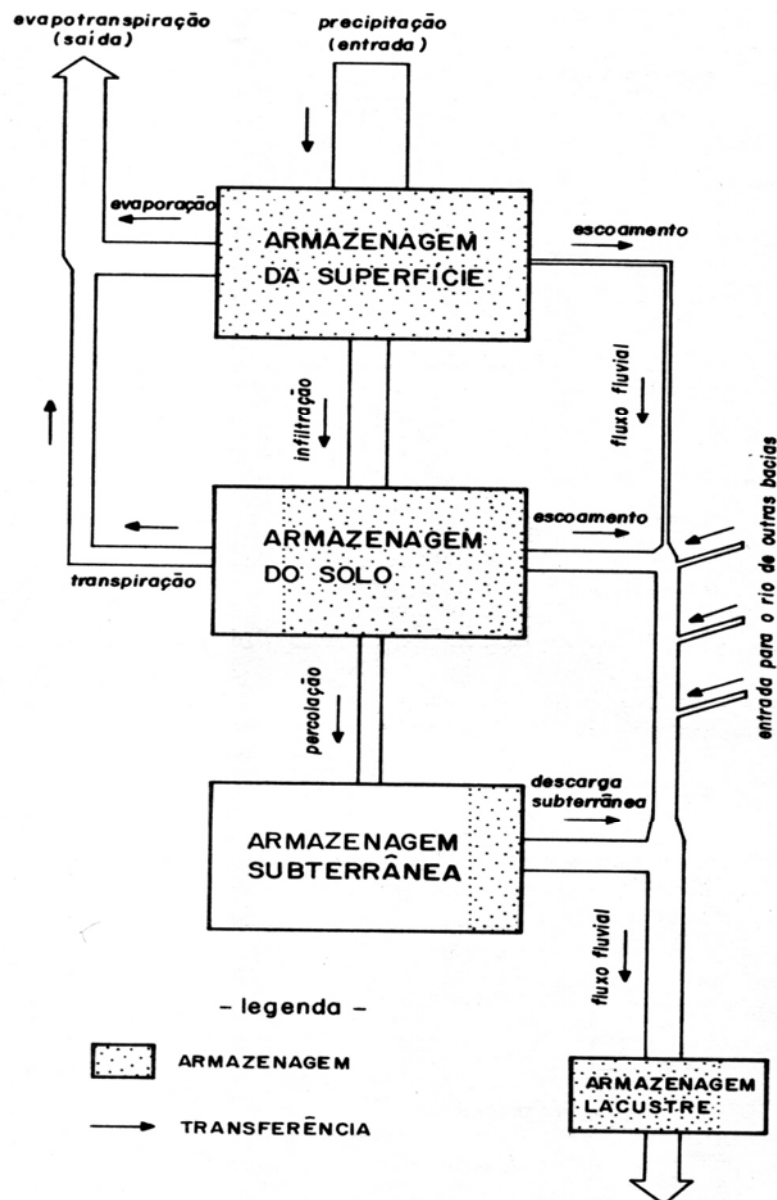 evapotranspiração
(saída)
precipitação
(entrada)
evaporação
ARMAZENAGEM
DA SUPERFÍCIE
escoamento
infiltração
fluxo fluvial
ARMAZENAGEM
DO SOLO
escoamento
transpiração
entrada para o rio de outras bacias
percolação
descarga
subterrânea
ARMAZENAGEM
SUBTERRÂNEA
fluxo fluvial
- legenda -
ARMAZENAGEM
TRANSFERÊNCIA
ARMAZENAGEM
LACUSTRE